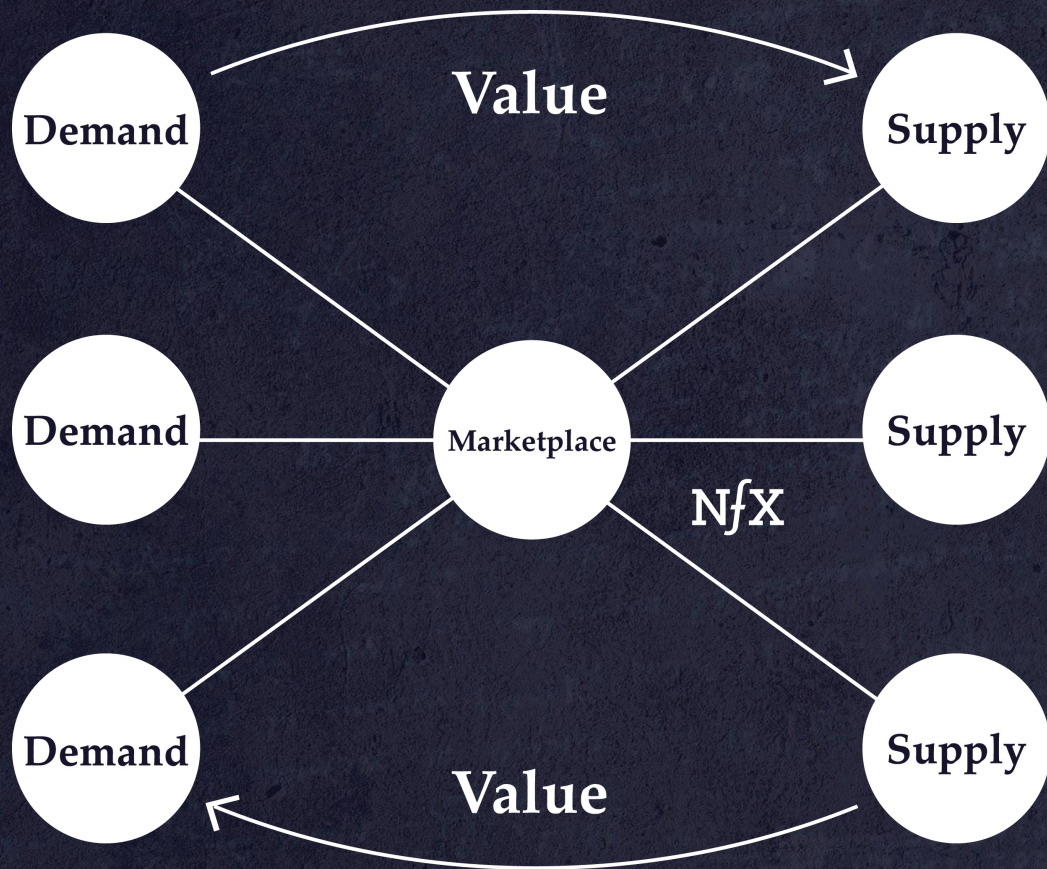 Value
Demand
Supply
Demand
Marketplace
Supply
NfX
Demand
Supply
Value